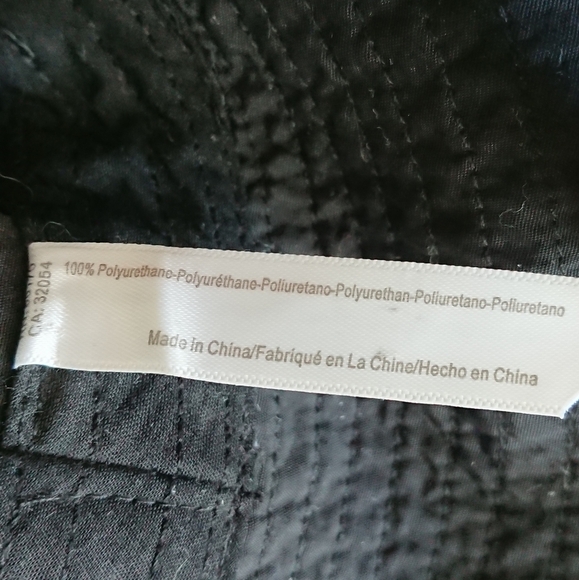 100% Polyurethane-Polyuréthane-Poliuretano-Polyurethan-Poliuretano-Poliuretano
Made in China/Fabriqué en La Chine/Hecho en China
CA: 32054